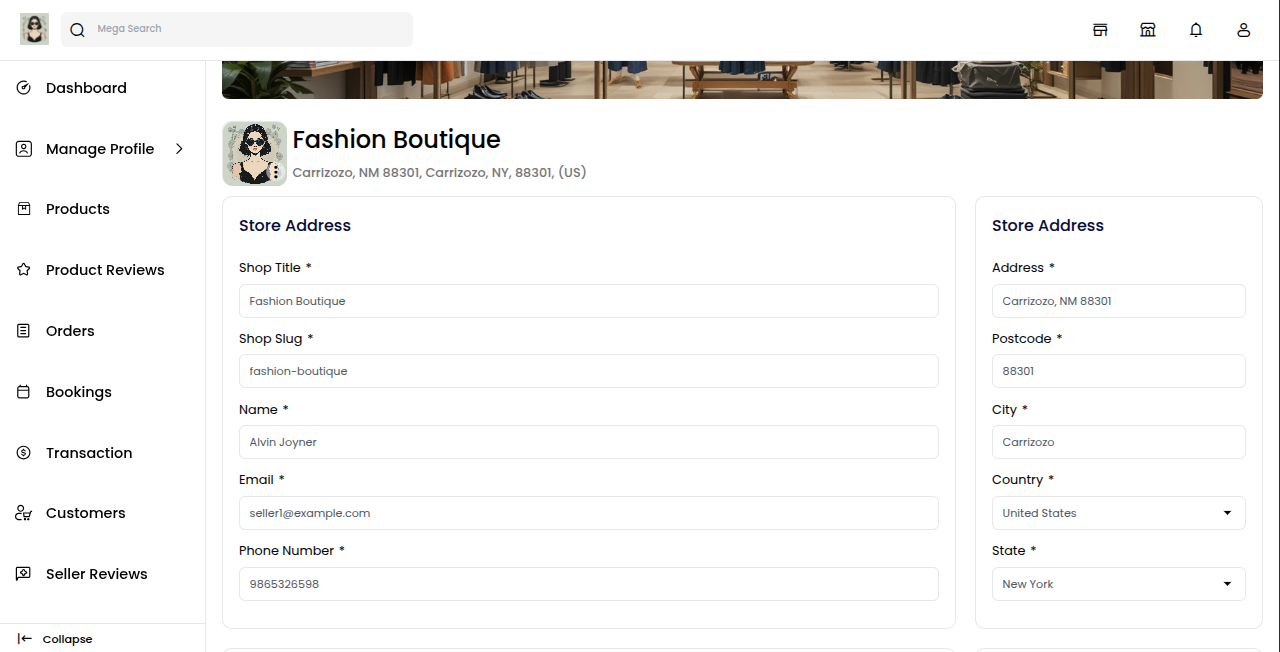 Mega Search
Dashboard
Manage Profile
Products
Product Reviews
Orders
Bookings
Transaction
Customers
Seller Reviews
Collapse
Fashion Boutique
Carrizozo, NM 88301, Carrizozo, NY, 88301, (US)
Store Address
Shop Title *
Fashion Boutique
Shop Slug *
fashion-boutique
Name *
Alvin Joyner
Email *
seller1@example.com
Phone Number *
9865326598
Store Address
Address *
Carrizozo, NM 88301
Postcode *
88301
City *
Carrizozo
Country *
United States
State *
New York